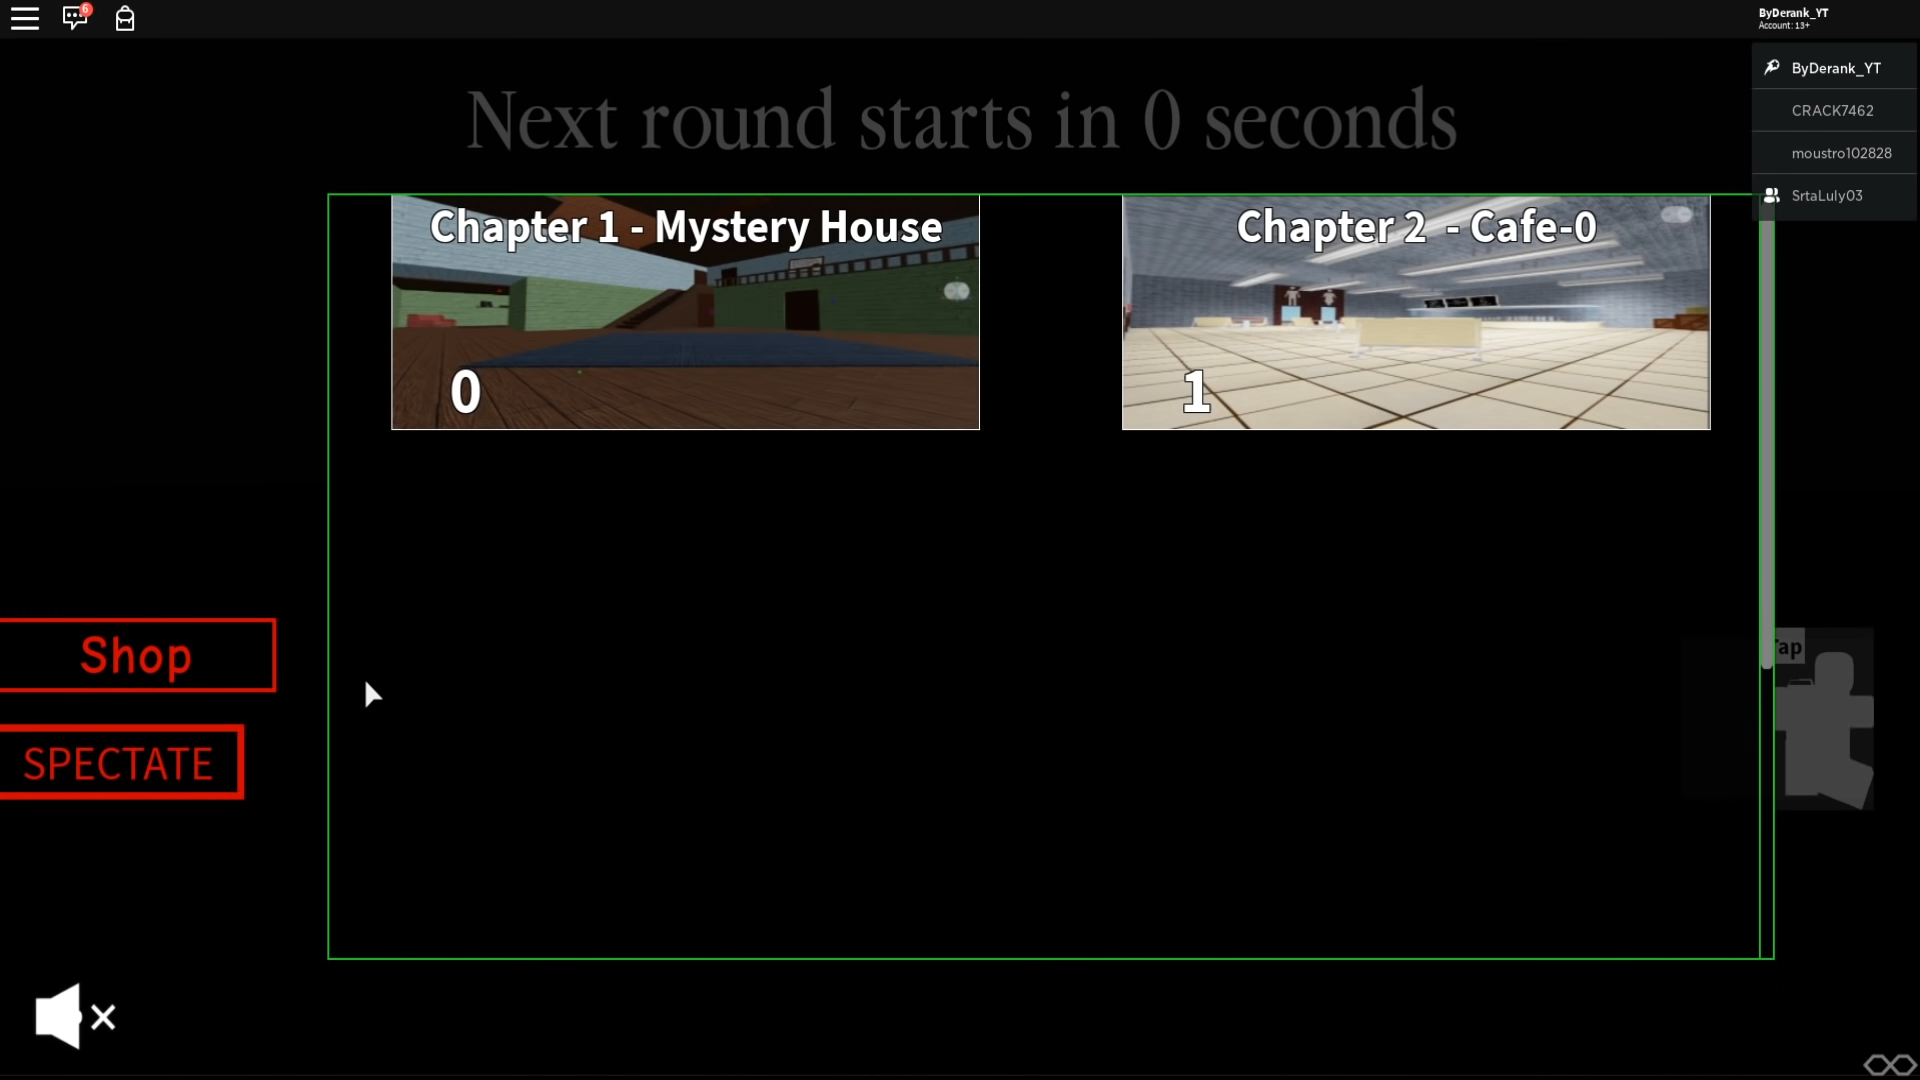 6
ByDerank_YT
Account: 13+
ByDerank_YT
CRACK7462
moustro102828
SrtaLuly03
Next round starts in 0 seconds
Chapter 1 - Mystery House
0
Chapter 2 - Cafe-0
1
Shop
SPECTATE